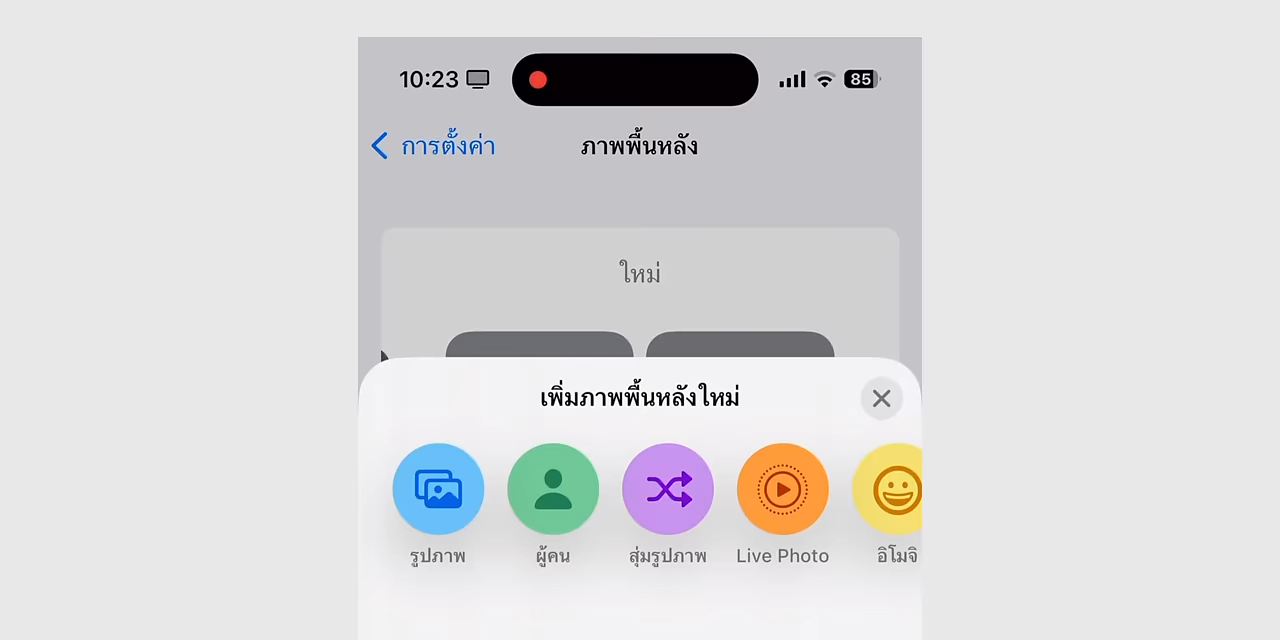 10:23 85
การตั้งค่า ภาพพื้นหลัง
ใหม่
เพิ่มภาพพื้นหลังใหม่
รูปภาพ ผู้คน สุ่มรูปภาพ Live Photo อิโมจิ